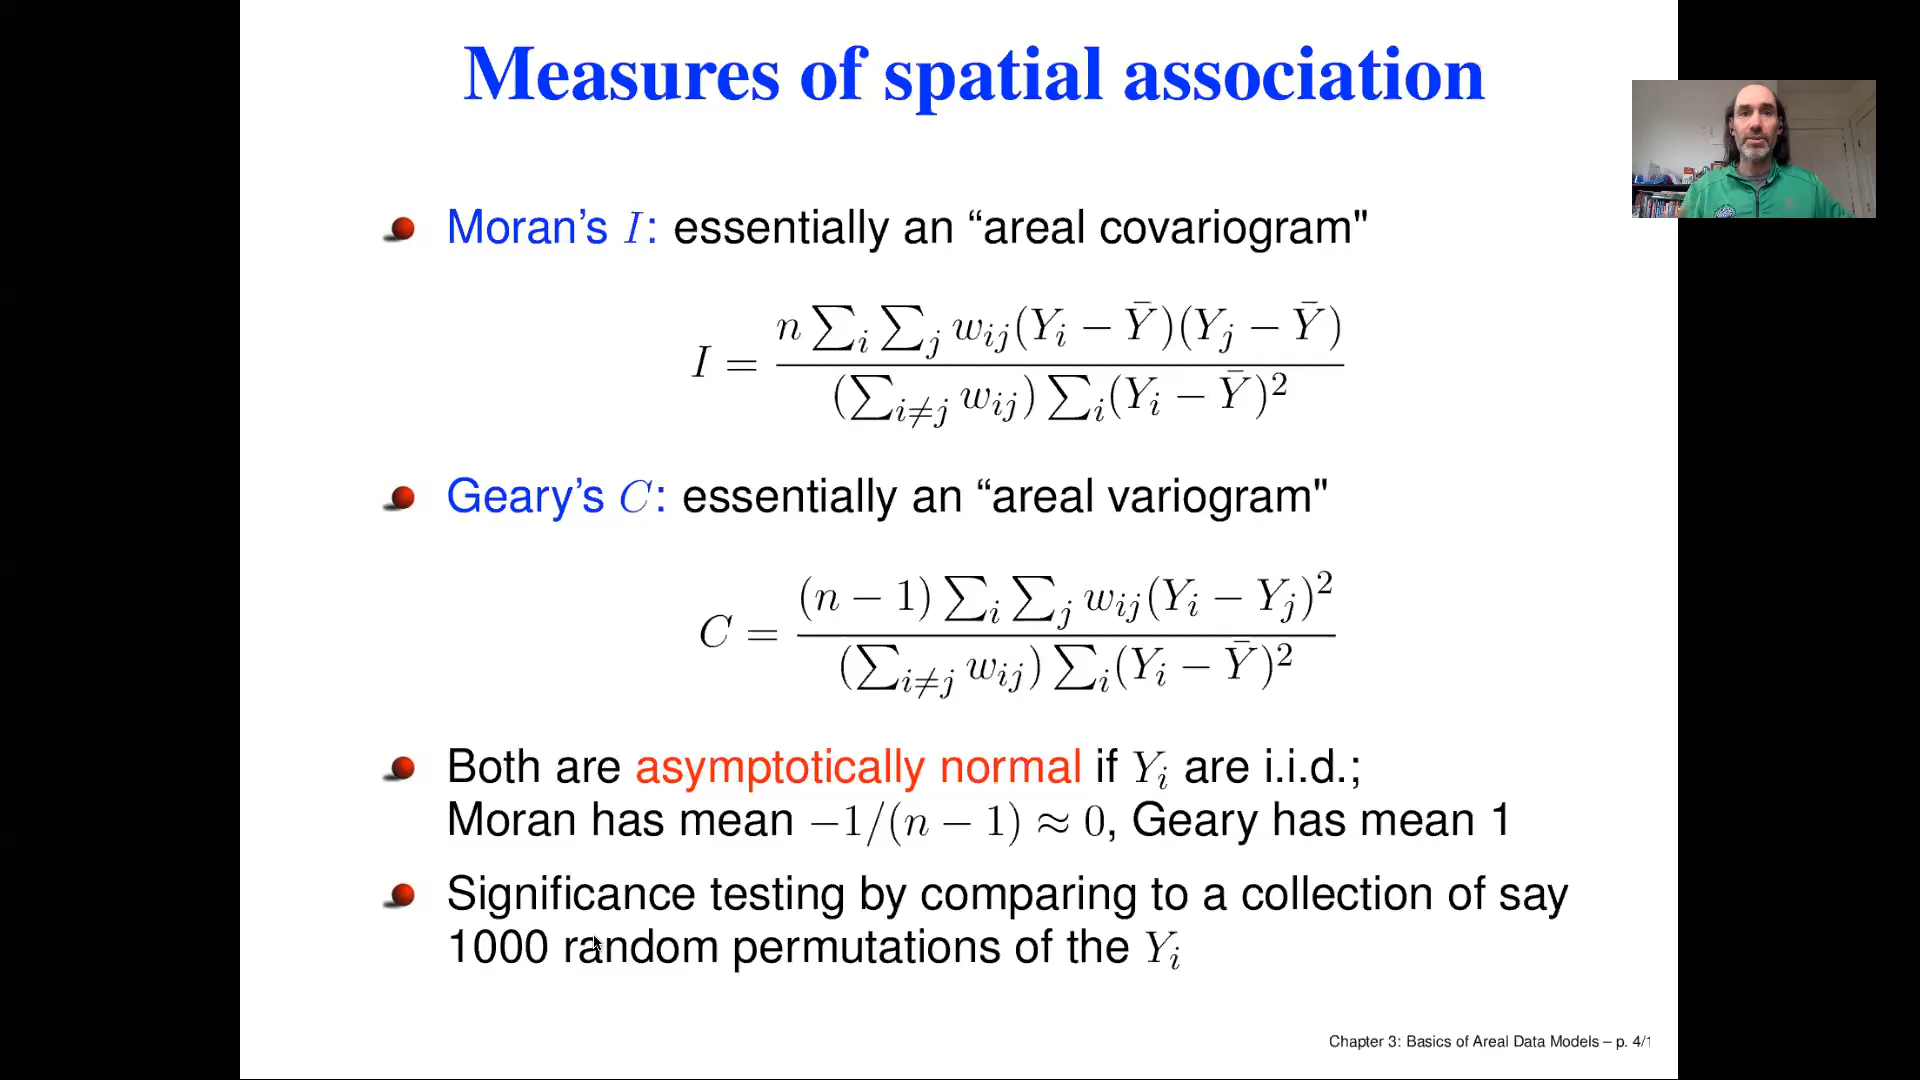 Measures of spatial association
Moran's I: essentially an “areal covariogram"
I = n ∑_i ∑_j w_ij(Y_i − Ȳ)(Y_j − Ȳ) / (∑_{i≠j} w_ij) ∑_i(Y_i − Ȳ)²
Geary's C: essentially an “areal variogram"
C = (n − 1) ∑_i ∑_j w_ij(Y_i − Y_j)² / (∑_{i≠j} w_ij) ∑_i(Y_i − Ȳ)²
Both are asymptotically normal if Y_i are i.i.d.;
Moran has mean −1/(n − 1) ≈ 0, Geary has mean 1
Significance testing by comparing to a collection of say
1000 random permutations of the Y_i
Chapter 3: Basics of Areal Data Models – p. 4/1